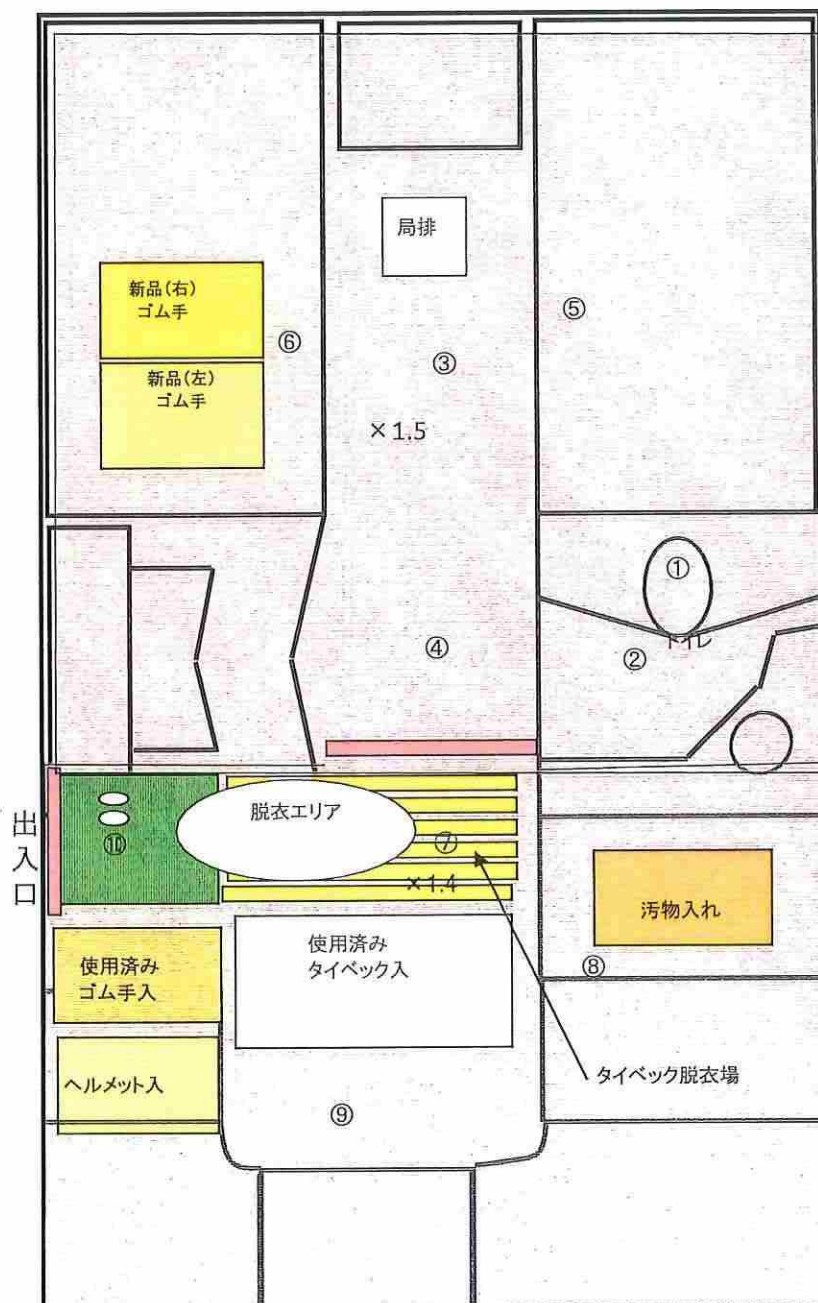 局排
新品(右)
ゴム手
⑥
新品(左)
ゴム手
⑤
③
×1.5
①
トイレ
②
④
出入口
⑩
脱衣エリア
⑦
×1.4
使用済み
ゴム手入
使用済み
タイベック入
汚物入れ
⑧
ヘルメット入
タイベック脱衣場
⑨